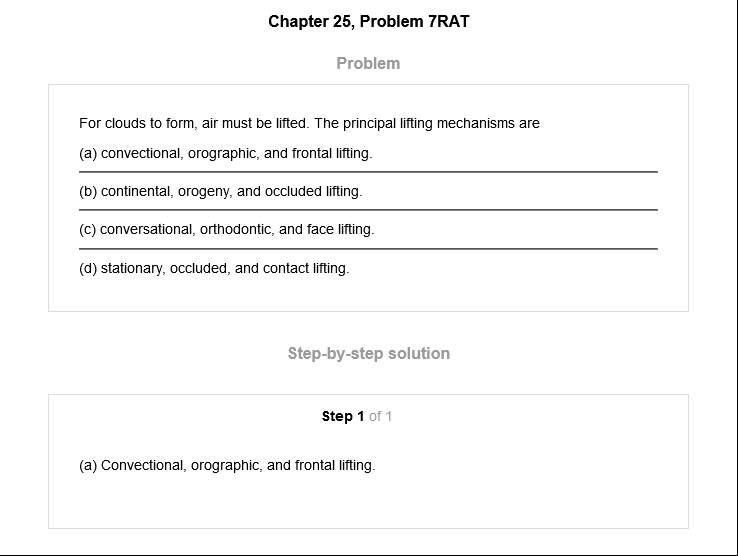 Chapter 25, Problem 7RAT
Problem
For clouds to form, air must be lifted. The principal lifting mechanisms are
(a) convectional, orographic, and frontal lifting.
(b) continental, orogeny, and occluded lifting.
(c) conversational, orthodontic, and face lifting.
(d) stationary, occluded, and contact lifting.
Step-by-step solution
Step 1 of 1
(a) Convectional, orographic, and frontal lifting.